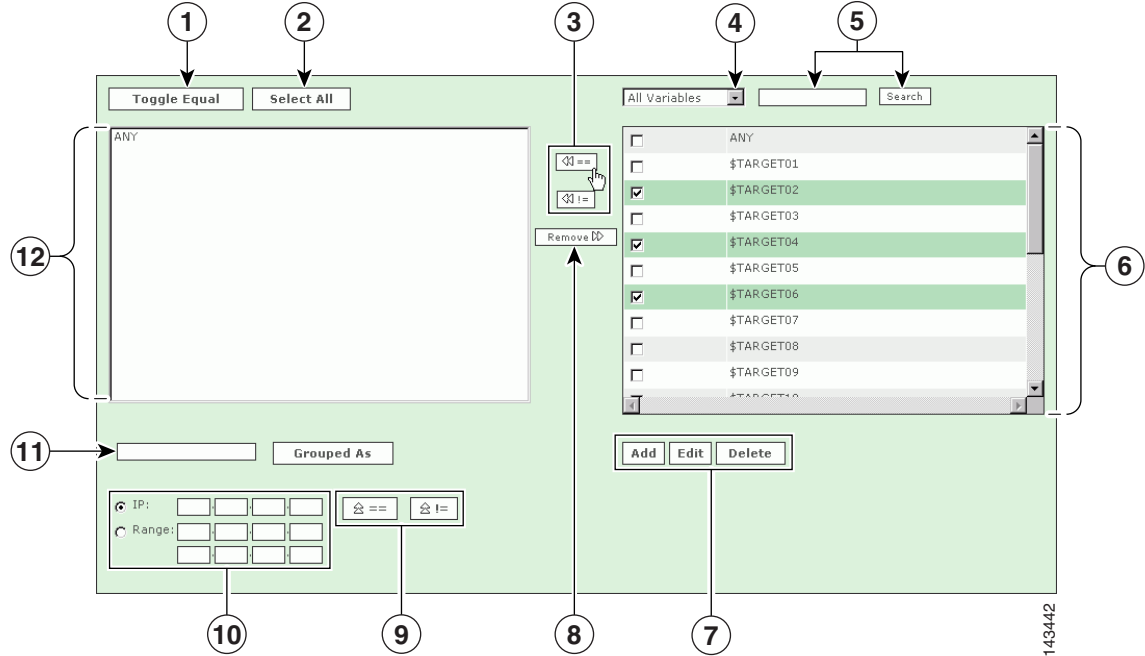 1
2
3
4
5
Toggle Equal
Select All
All Variables
Search
ANY
<< ==
<< !=
Remove >>
ANY
$TARGET01
$TARGET02
$TARGET03
$TARGET04
$TARGET05
$TARGET06
$TARGET07
$TARGET08
$TARGET09
$TARGET10
12
6
11
Grouped As
Add
Edit
Delete
IP:
Range:
==
!=
10
9
8
7
143442